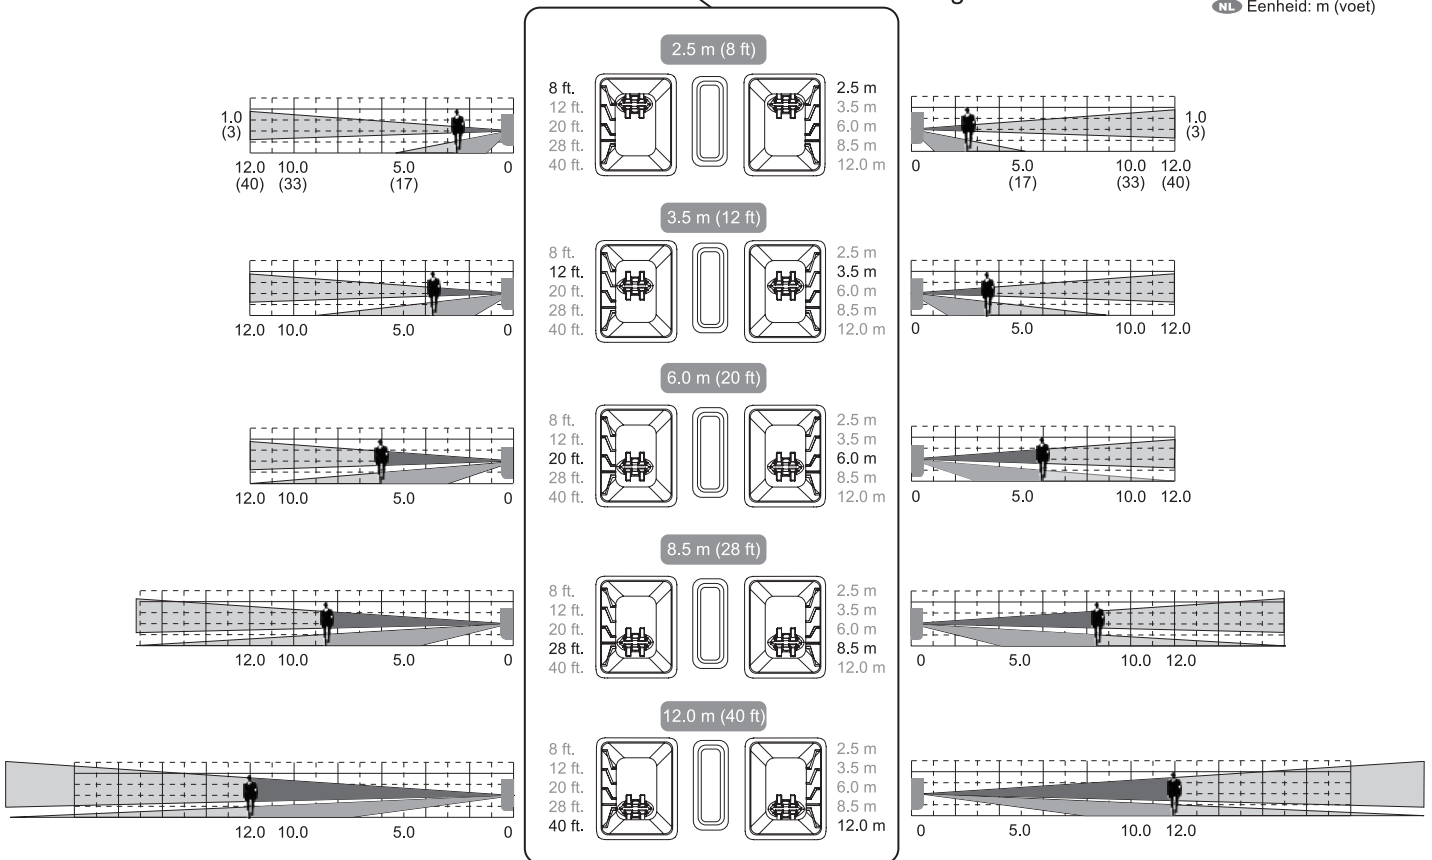 NL Eenheid: m (voet)
2.5 m (8 ft)
8 ft.
12 ft.
20 ft.
28 ft.
40 ft.
2.5 m
3.5 m
6.0 m
8.5 m
12.0 m
1.0
(3)
12.0 10.0 5.0 0
(40) (33) (17)
1.0
(3)
0 5.0 10.0 12.0
(17) (33) (40)
3.5 m (12 ft)
8 ft.
12 ft.
20 ft.
28 ft.
40 ft.
2.5 m
3.5 m
6.0 m
8.5 m
12.0 m
12.0 10.0 5.0 0
0 5.0 10.0 12.0
6.0 m (20 ft)
8 ft.
12 ft.
20 ft.
28 ft.
40 ft.
2.5 m
3.5 m
6.0 m
8.5 m
12.0 m
12.0 10.0 5.0 0
0 5.0 10.0 12.0
8.5 m (28 ft)
8 ft.
12 ft.
20 ft.
28 ft.
40 ft.
2.5 m
3.5 m
6.0 m
8.5 m
12.0 m
12.0 10.0 5.0 0
0 5.0 10.0 12.0
12.0 m (40 ft)
8 ft.
12 ft.
20 ft.
28 ft.
40 ft.
2.5 m
3.5 m
6.0 m
8.5 m
12.0 m
12.0 10.0 5.0 0
0 5.0 10.0 12.0